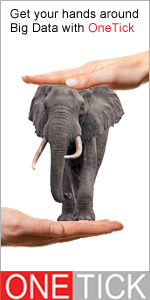 Get your hands around
Big Data with OneTick
ONETICK